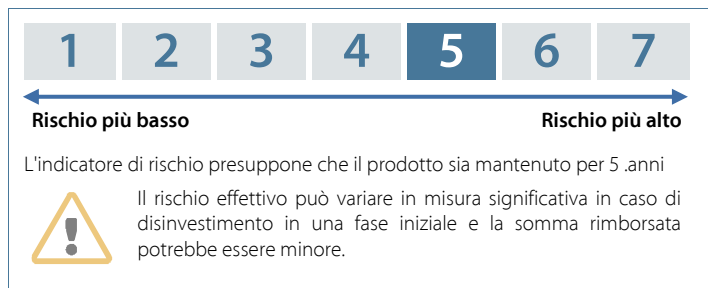 1 2 3 4 5 6 7
Rischio più basso Rischio più alto
L'indicatore di rischio presuppone che il prodotto sia mantenuto per 5 .anni
Il rischio effettivo può variare in misura significativa in caso di
disinvestimento in una fase iniziale e la somma rimborsata
potrebbe essere minore.